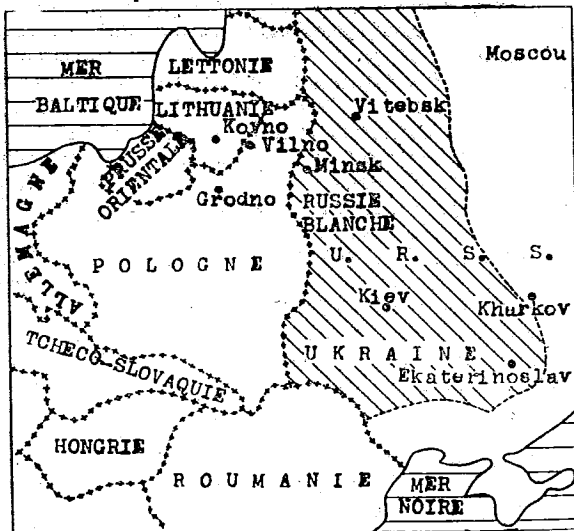 Moscou
MER
BALTIQUE
LETTONIE
LITHUANIE
Kovno
Vilno
Vitebsk
PRUSSE
ORIENTALE
Grodno
Minsk
RUSSIE
BLANCHE
ALLEMAGNE
POLOGNE
U. R. S. S.
Kiev
Kharkov
TCHECO-SLOVAQUIE
UKRAINE
Ekaterinoslav
HONGRIE
ROUMANIE
MER
NOIRE